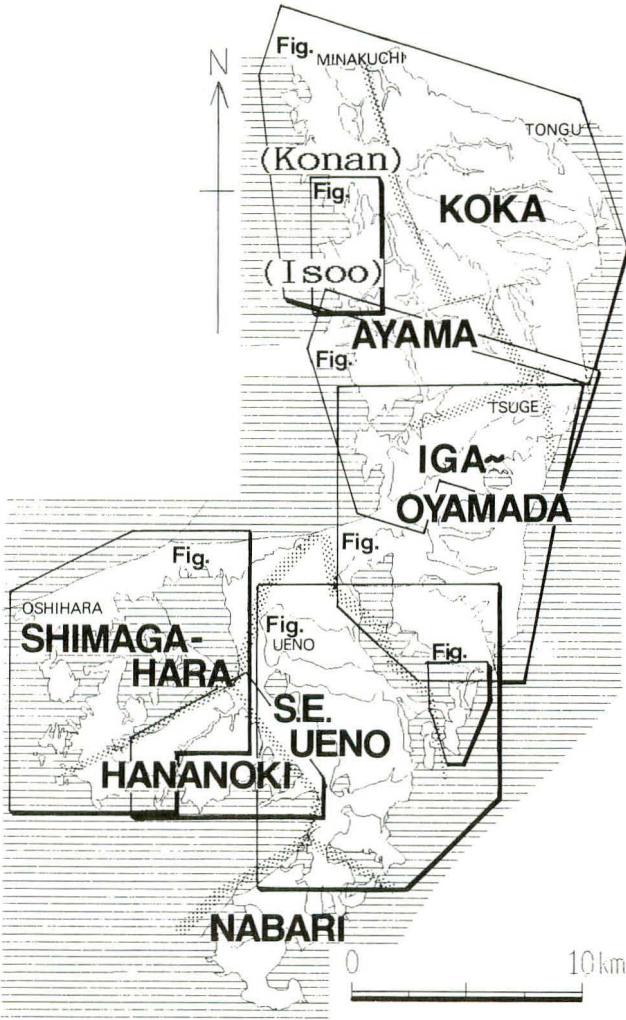 Fig.
MINAKUCHI
N
TONGU
(Konan)
Fig.
KOKA
(Isoo)
AYAMA
Fig.
TSUGE
IGA~
OYAMADA
Fig.
Fig.
OSHIHARA
Fig.
UENO
SHIMAGA-
HARA
Fig.
S.E.
UENO
HANANOKI
NABARI
0 10km